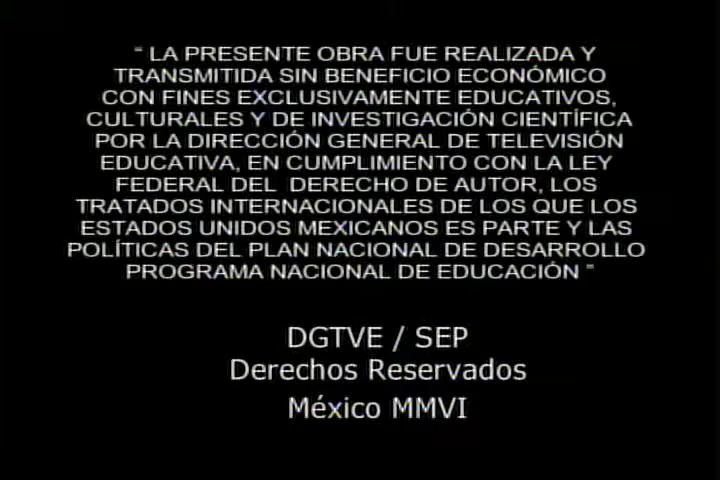 “ LA PRESENTE OBRA FUE REALIZADA Y
TRANSMITIDA SIN BENEFICIO ECONÓMICO
CON FINES EXCLUSIVAMENTE EDUCATIVOS,
CULTURALES Y DE INVESTIGACIÓN CIENTÍFICA
POR LA DIRECCIÓN GENERAL DE TELEVISIÓN
EDUCATIVA, EN CUMPLIMIENTO CON LA LEY
FEDERAL DEL DERECHO DE AUTOR, LOS
TRATADOS INTERNACIONALES DE LOS QUE LOS
ESTADOS UNIDOS MEXICANOS ES PARTE Y LAS
POLÍTICAS DEL PLAN NACIONAL DE DESARROLLO
PROGRAMA NACIONAL DE EDUCACIÓN ”
DGTVE / SEP
Derechos Reservados
México MMVI